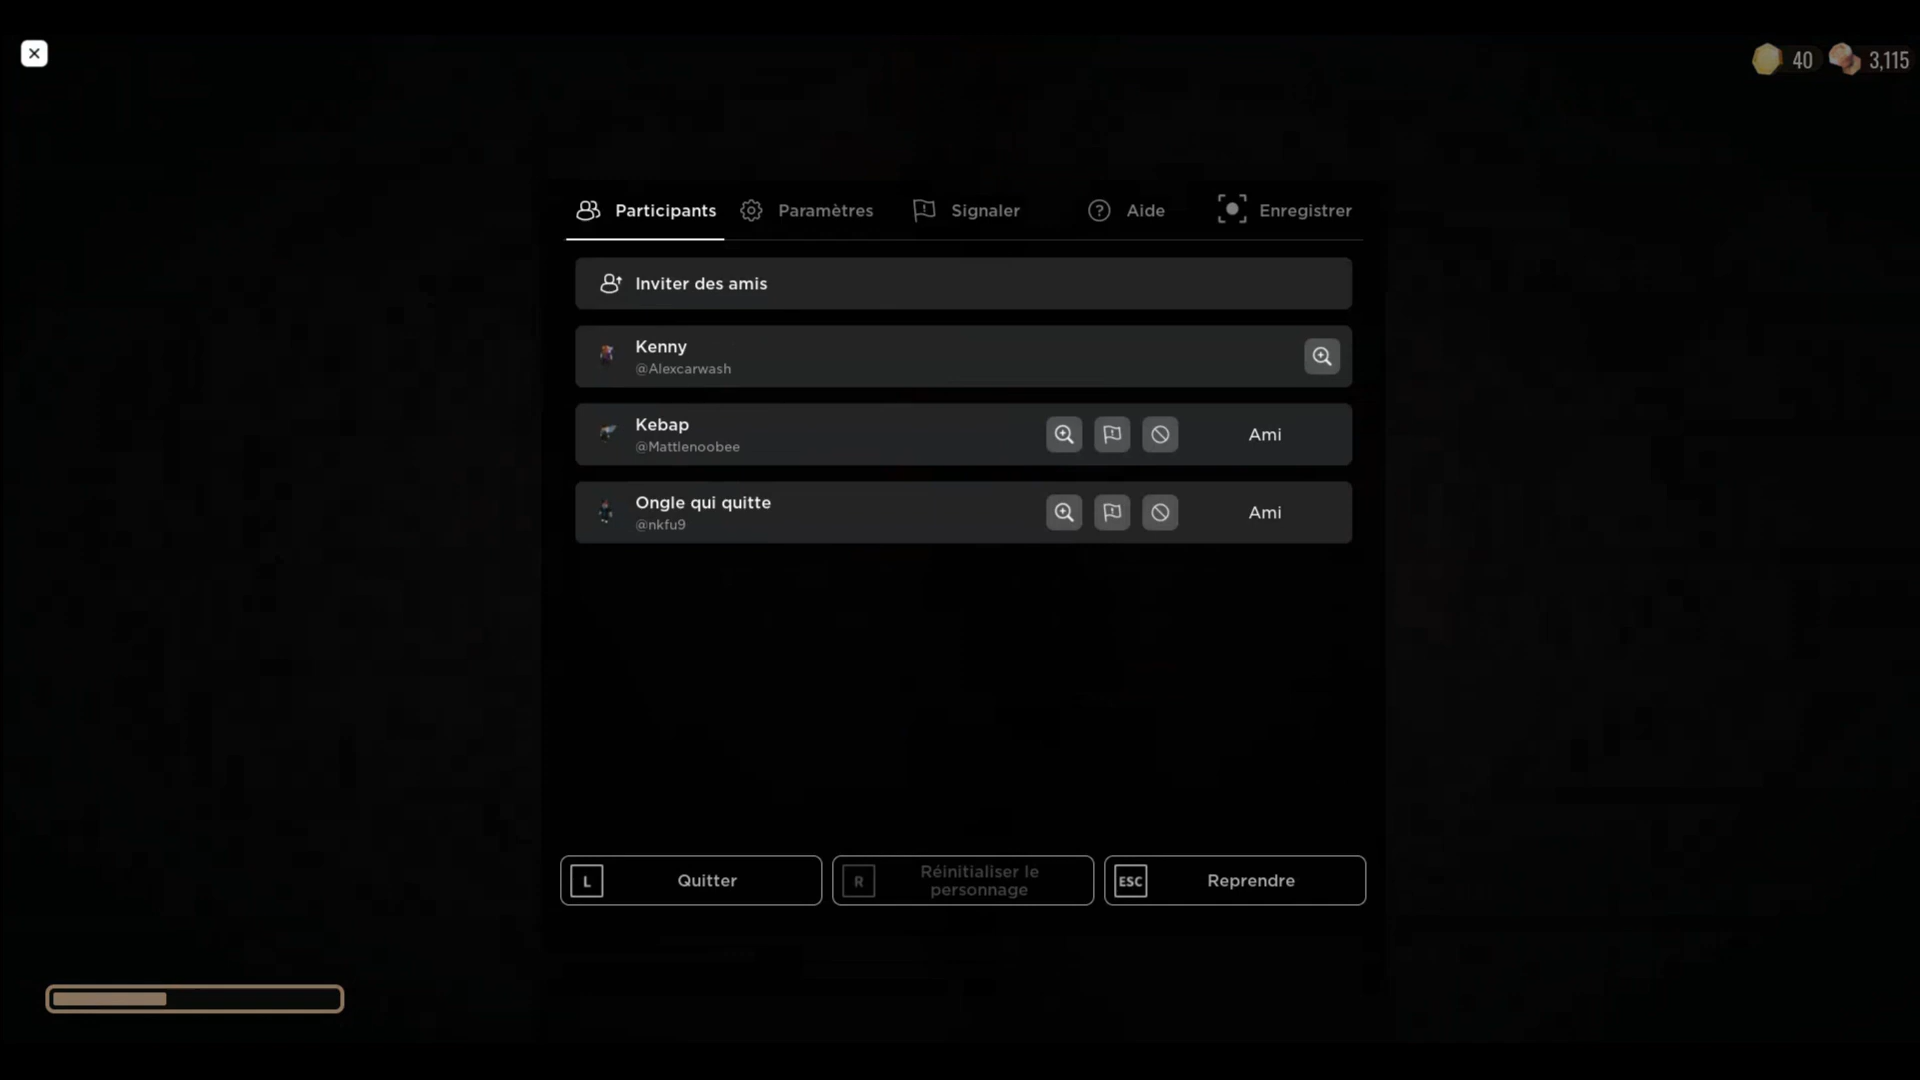 40 3,115
Participants Paramètres Signaler Aide Enregistrer
Inviter des amis
Kenny
@Alexcarwash
Kebap
@Mattlenoobee
Ami
Ongle qui quitte
@nkfu9
Ami
L Quitter
R Réinitialiser le
personnage
ESC Reprendre